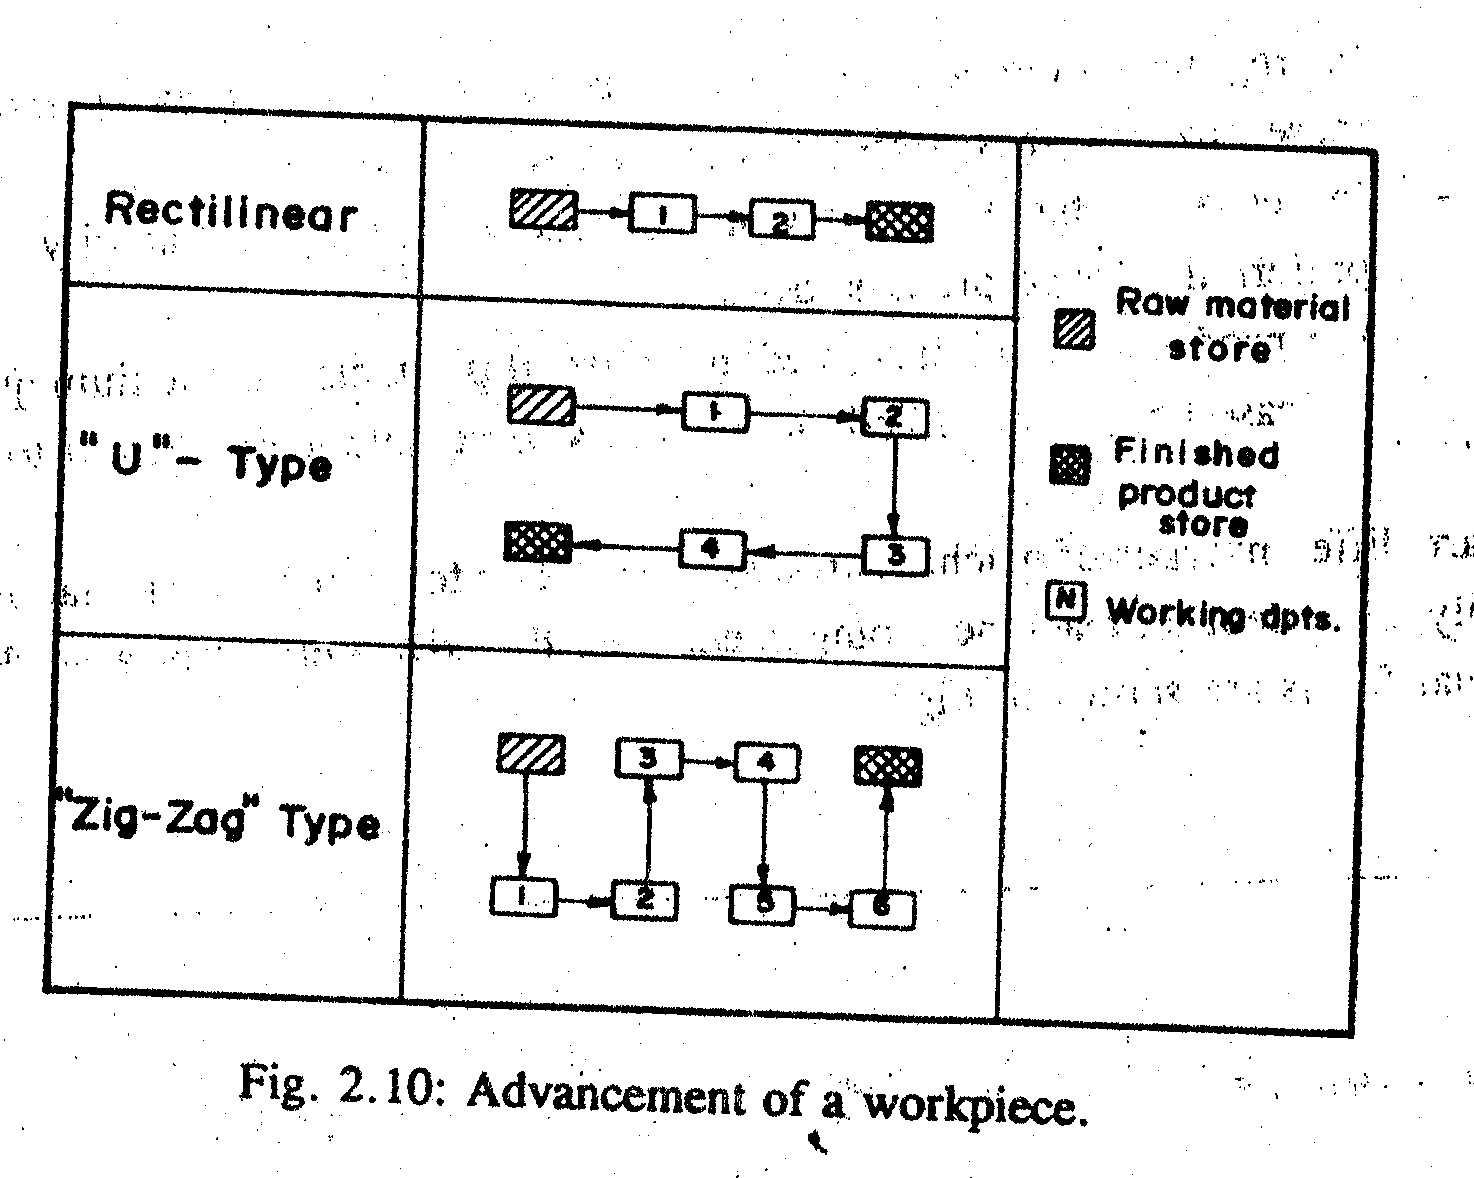 Rectilinear
1
2
"U"- Type
1
2
4
3
"Zig-Zag" Type
3
4
1
2
5
6
Raw material
store
Finished
product
store
N
Working dpts.
Fig. 2.10: Advancement of a workpiece.